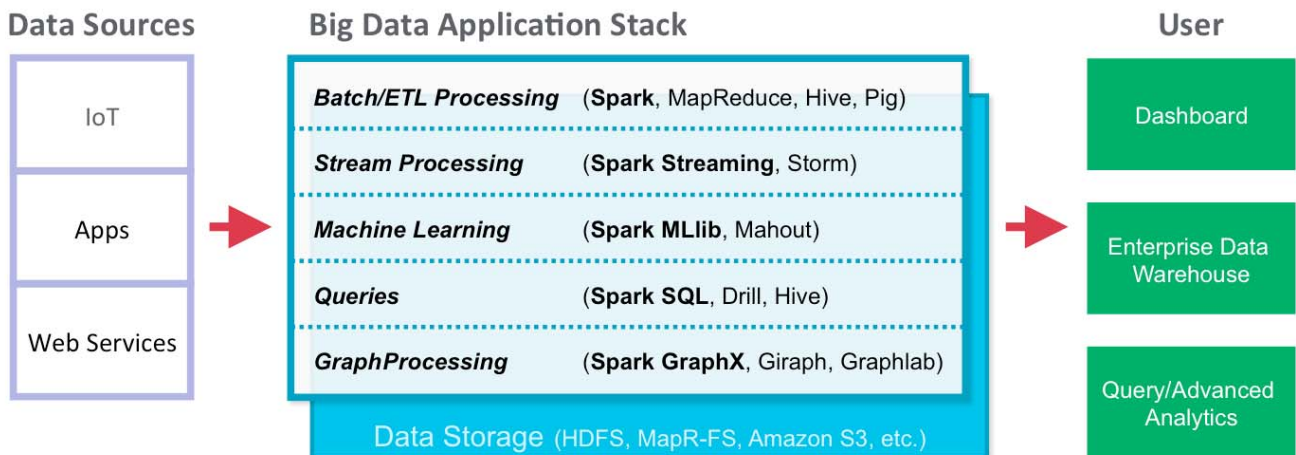 Data Sources
Big Data Application Stack
User
IoT
Apps
Web Services
Batch/ETL Processing (Spark, MapReduce, Hive, Pig)
Stream Processing (Spark Streaming, Storm)
Machine Learning (Spark MLlib, Mahout)
Queries (Spark SQL, Drill, Hive)
GraphProcessing (Spark GraphX, Giraph, Graphlab)
Data Storage (HDFS, MapR-FS, Amazon S3, etc.)
Dashboard
Enterprise Data
Warehouse
Query/Advanced
Analytics